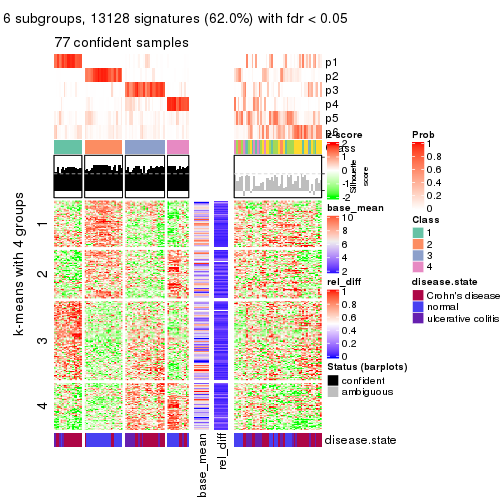 6 subgroups, 13128 signatures (62.0%) with fdr < 0.05
77 confident samples
p1
p2
p3
p4
p5
z-score
2
1
0
-1
-2
Silhouette
score
base_mean
10
8
6
4
2
rel_diff
1
0.8
0.6
0.4
0.2
0
Status (barplots)
confident
ambiguous
Prob
1
0.8
0.6
0.4
0.2
0
Class
1
2
3
4
disease.state
Crohn's disease
normal
ulcerative colitis
k-means with 4 groups
1
2
3
4
disease.state
base_mean
rel_diff